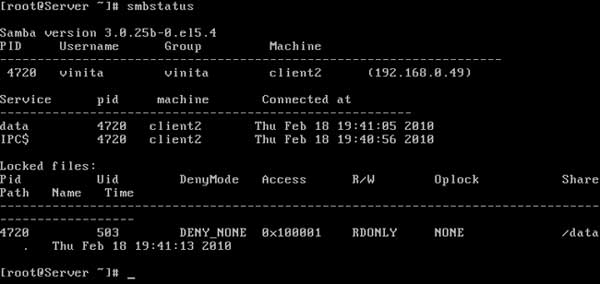 [root@Server ~]# smbstatus
Samba version 3.0.25b-0.el5.4
PID Username Group Machine
-------------------------------------------------------------------
4720 vinita vinita client2 (192.168.0.49)
Service pid machine Connected at
-------------------------------------------------------
data 4720 client2 Thu Feb 18 19:41:05 2010
IPC$ 4720 client2 Thu Feb 18 19:40:56 2010
Locked files:
Pid Uid DenyMode Access R/W Oplock Share
Path Name Time
--------------------------------------------------------------------------------
------------------
4720 503 DENY_NONE 0x100001 RDONLY NONE /data
. Thu Feb 18 19:41:13 2010
[root@Server ~]# _